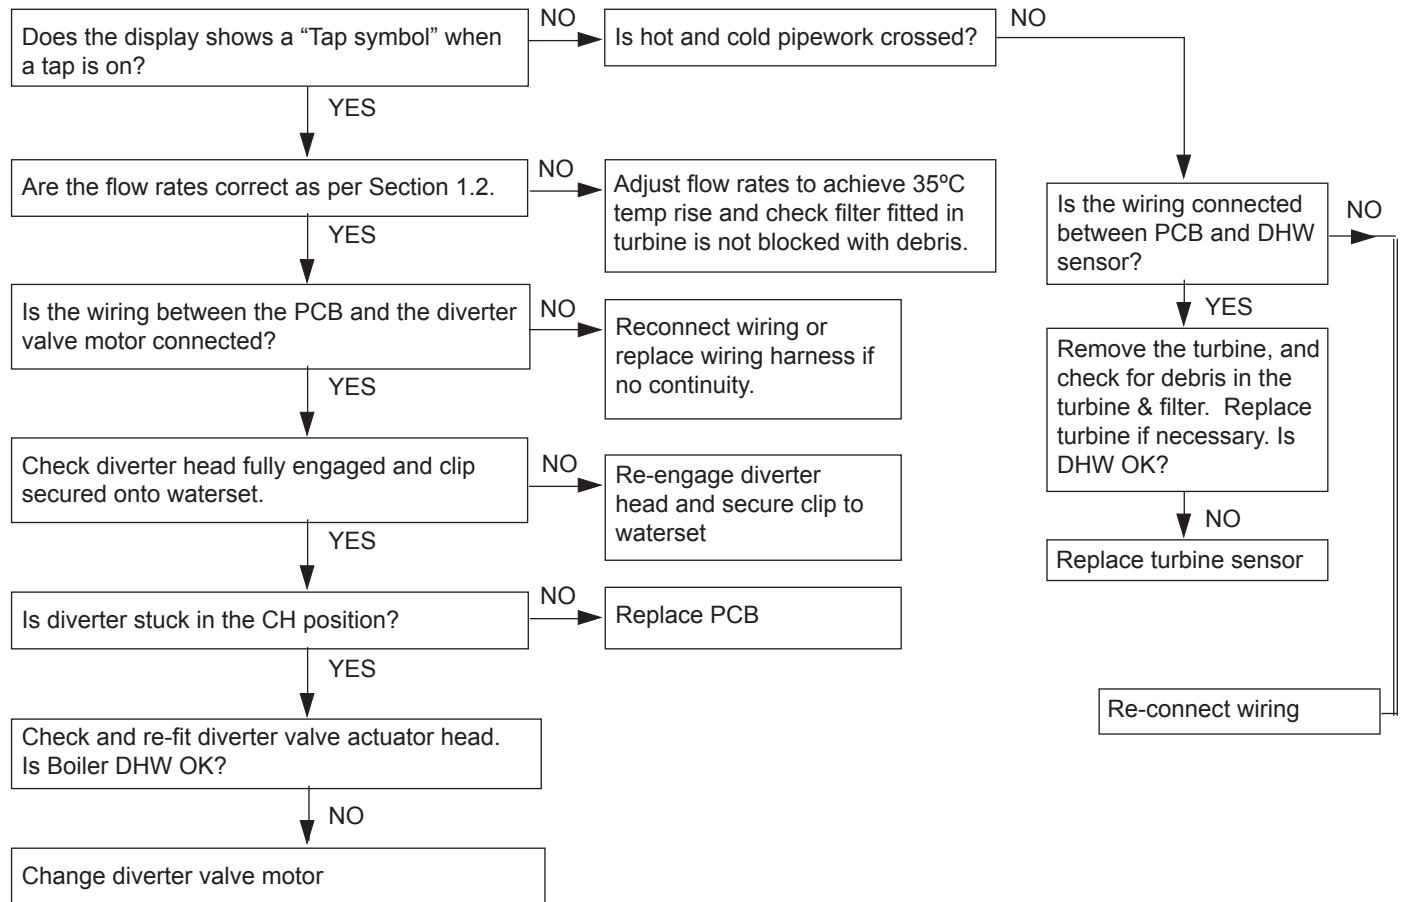 Does the display shows a “Tap symbol” when
a tap is on?
NO
Is hot and cold pipework crossed?
NO
YES
Are the flow rates correct as per Section 1.2.
NO
Adjust flow rates to achieve 35ºC
temp rise and check filter fitted in
turbine is not blocked with debris.
Is the wiring connected
between PCB and DHW
sensor?
NO
YES
YES
Is the wiring between the PCB and the diverter
valve motor connected?
NO
Reconnect wiring or
replace wiring harness if
no continuity.
Remove the turbine, and
check for debris in the
turbine & filter.  Replace
turbine if necessary. Is
DHW OK?
YES
Check diverter head fully engaged and clip
secured onto waterset.
NO
Re-engage diverter
head and secure clip to
waterset
NO
Replace turbine sensor
YES
Is diverter stuck in the CH position?
NO
Replace PCB
YES
Re-connect wiring
Check and re-fit diverter valve actuator head.
Is Boiler DHW OK?
NO
Change diverter valve motor